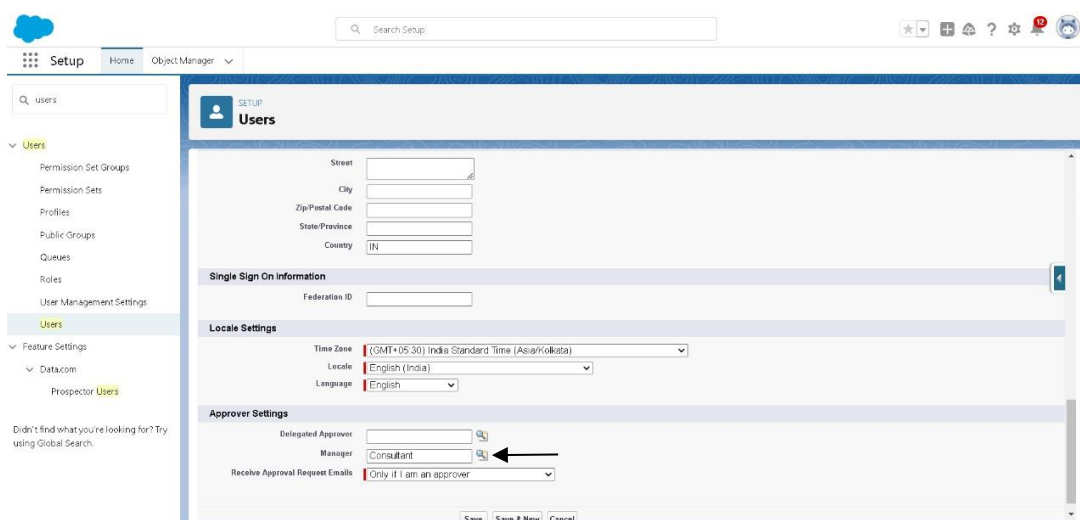 Search Setup
12
Setup
Home
Object Manager
users
SETUP
Users
Users
Permission Set Groups
Permission Sets
Profiles
Public Groups
Queues
Roles
User Management Settings
Users
Feature Settings
Data.com
Prospector Users
Didn't find what you're looking for? Try
using Global Search.
Street
City
Zip/Postal Code
State/Province
Country IN
Single Sign On Information
Federation ID
Locale Settings
Time Zone (GMT+05:30) India Standard Time (Asia/Kolkata)
Locale English (India)
Language English
Approver Settings
Delegated Approver
Manager Consultant
Receive Approval Request Emails Only if I am an approver
Save Save & New Cancel